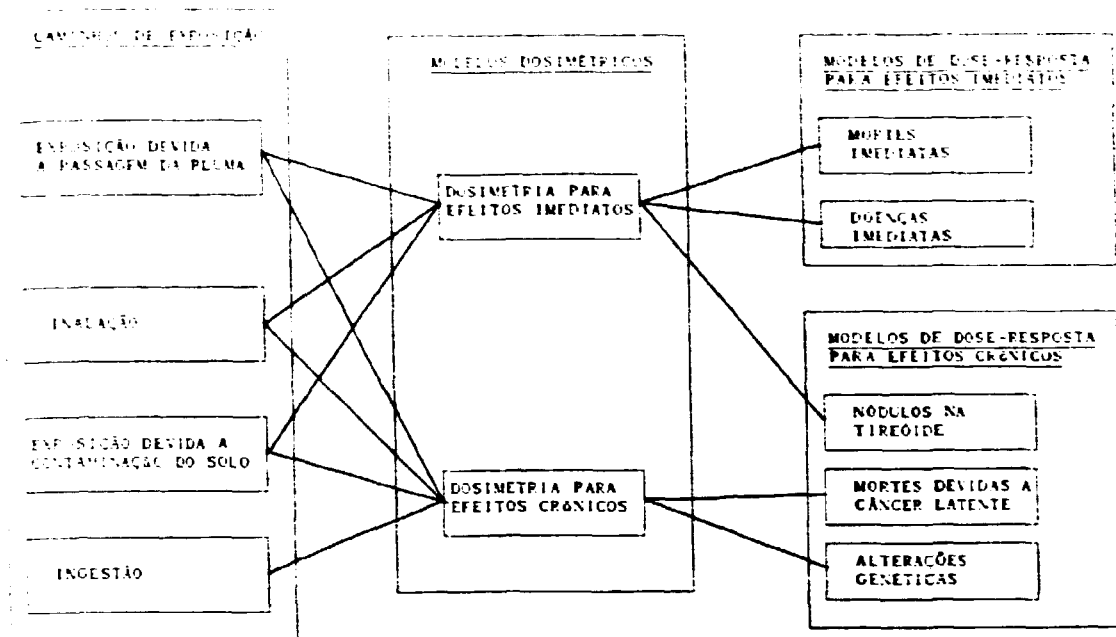 CAMINHOS DE EXPOSIÇÃO
EXPOSIÇÃO DEVIDA
A PASSAGEM DA PLUMA
INALAÇÃO
EXPOSIÇÃO DEVIDA A
CONTAMINAÇÃO DO SOLO
INGESTÃO
MODELOS DOSIMÉTRICOS
DOSIMETRIA PARA
EFEITOS IMEDIATOS
DOSIMETRIA PARA
EFEITOS CRÔNICOS
MODELOS DE DOSE-RESPOSTA
PARA EFEITOS IMEDIATOS
MORTES
IMEDIATAS
DOENÇAS
IMEDIATAS
MODELOS DE DOSE-RESPOSTA
PARA EFEITOS CRÔNICOS
NÓDULOS NA
TIREÓIDE
MORTES DEVIDAS A
CÂNCER LATENTE
ALTERAÇÕES
GENÉTICAS